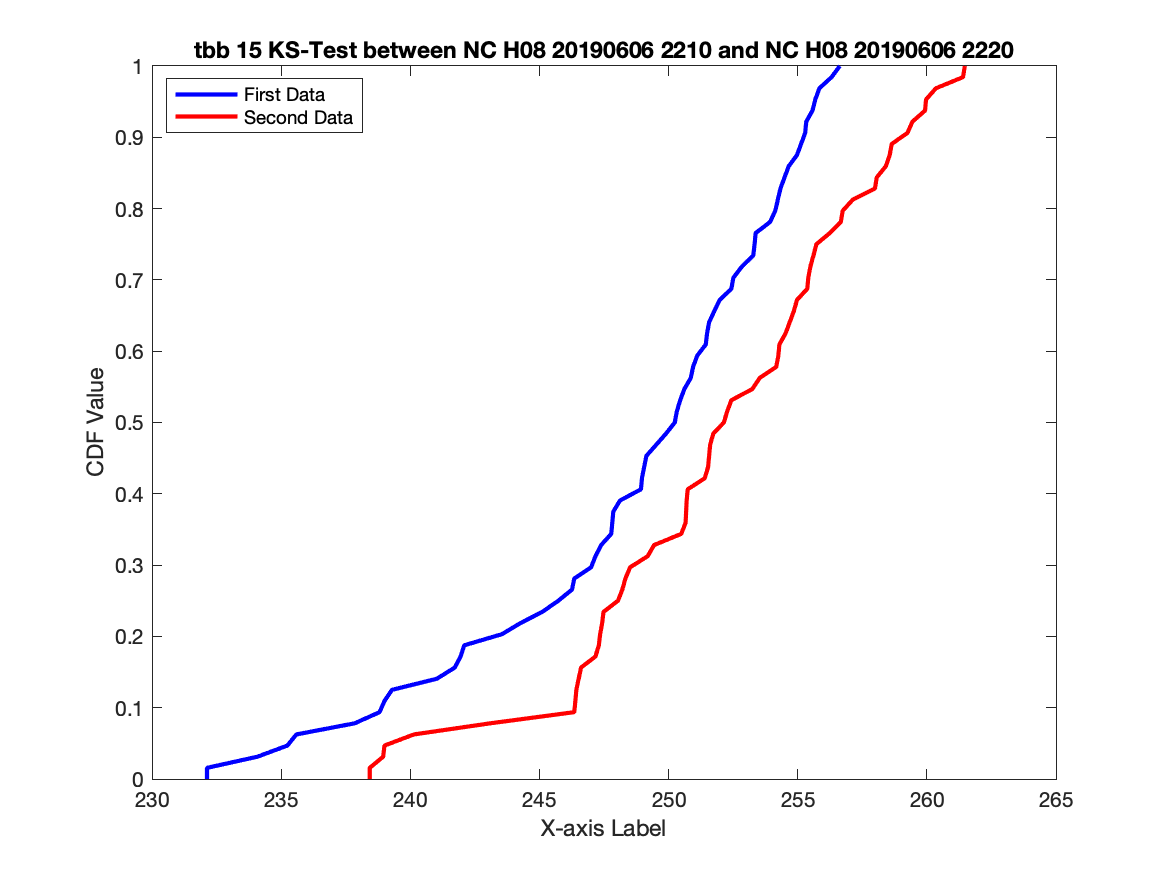 tbb 15 KS-Test between NC H08 20190606 2210 and NC H08 20190606 2220
First Data
Second Data
1
0.9
0.8
0.7
0.6
0.5
0.4
0.3
0.2
0.1
0
CDF Value
230 235 240 245 250 255 260 265
X-axis Label